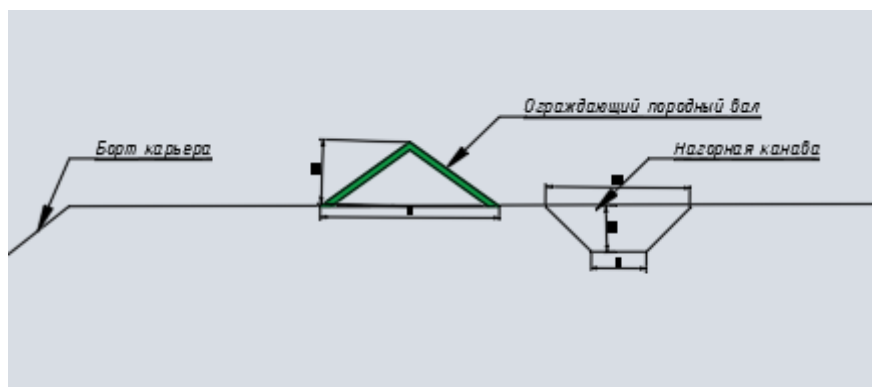 Ограждающий породный вал
Борт карьера
Нагорная канава